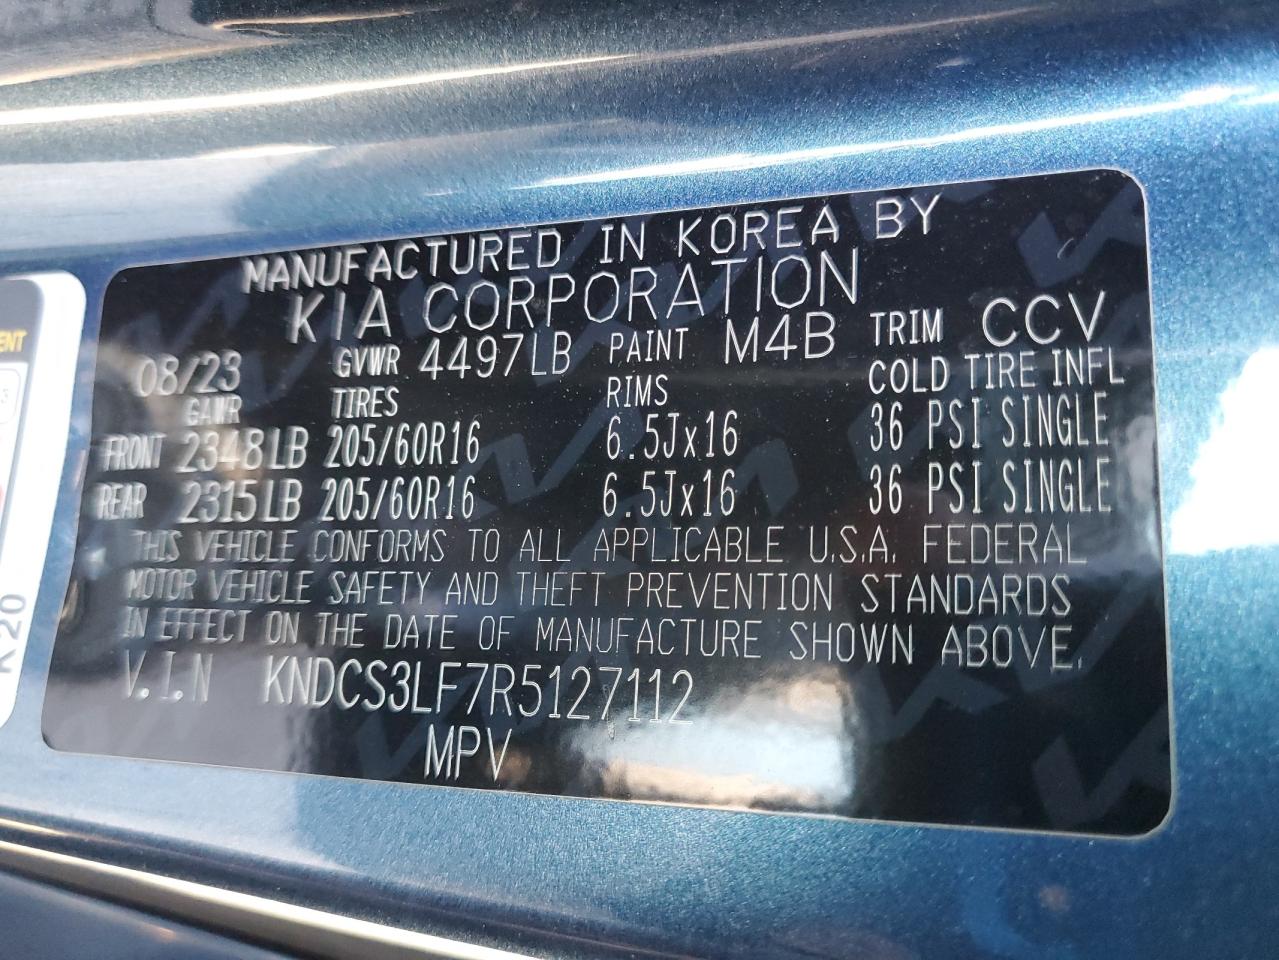 MANUFACTURED IN KOREA BY
KIA CORPORATION
08/23 GVWR 4497LB PAINT M4B TRIM CCV
GAWR TIRES RIMS COLD TIRE INFL
FRONT 2348LB 205/60R16 6.5Jx16 36 PSI SINGLE
REAR 2315LB 205/60R16 6.5Jx16 36 PSI SINGLE
THIS VEHICLE CONFORMS TO ALL APPLICABLE U.S.A. FEDERAL
MOTOR VEHICLE SAFETY AND THEFT PREVENTION STANDARDS
IN EFFECT ON THE DATE OF MANUFACTURE SHOWN ABOVE.
V.I.N KNDCS3LF7R5127112
MPV